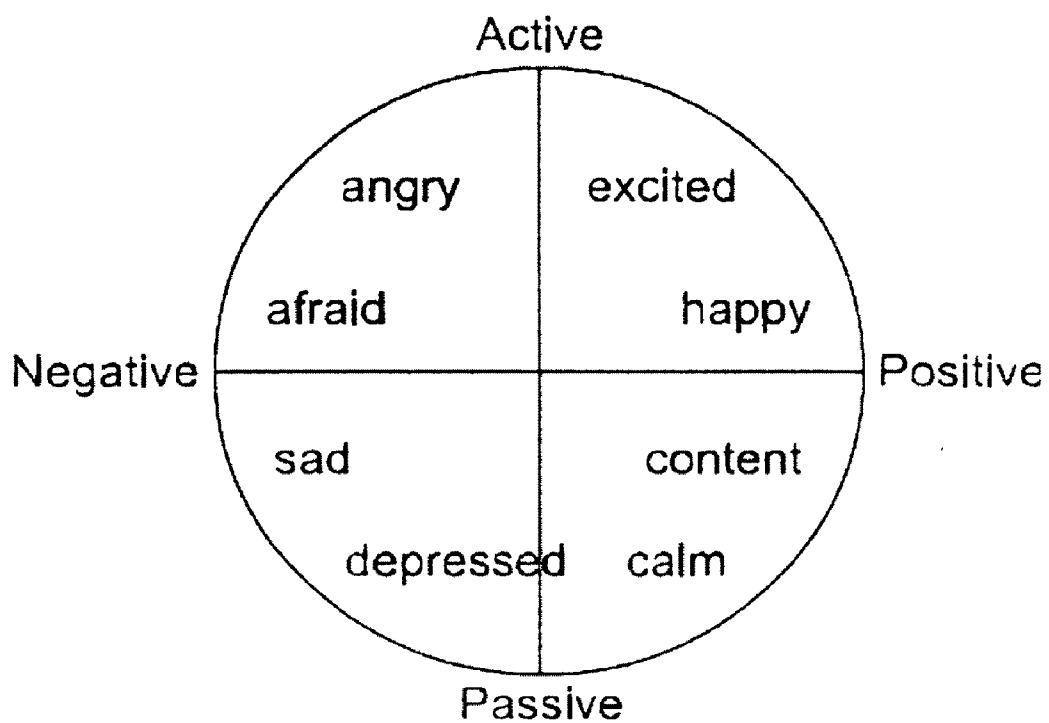 Active
angry excited
afraid happy
Negative Positive
sad content
depressed calm
Passive